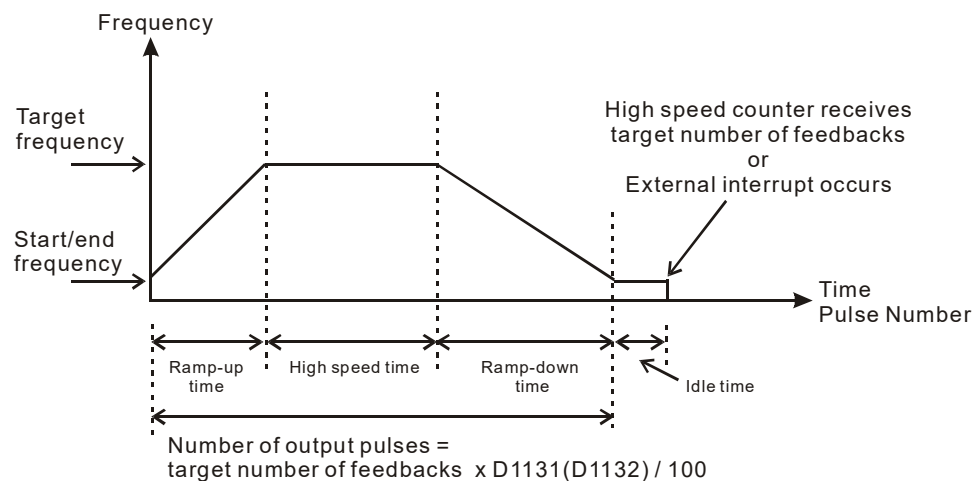 Frequency
Target
frequency
High speed counter receives
target number of feedbacks
or
External interrupt occurs
Start/end
frequency
Time
Pulse Number
Ramp-up
time
High speed time
Ramp-down
time
Idle time
Number of output pulses =
target number of feedbacks x D1131(D1132) / 100